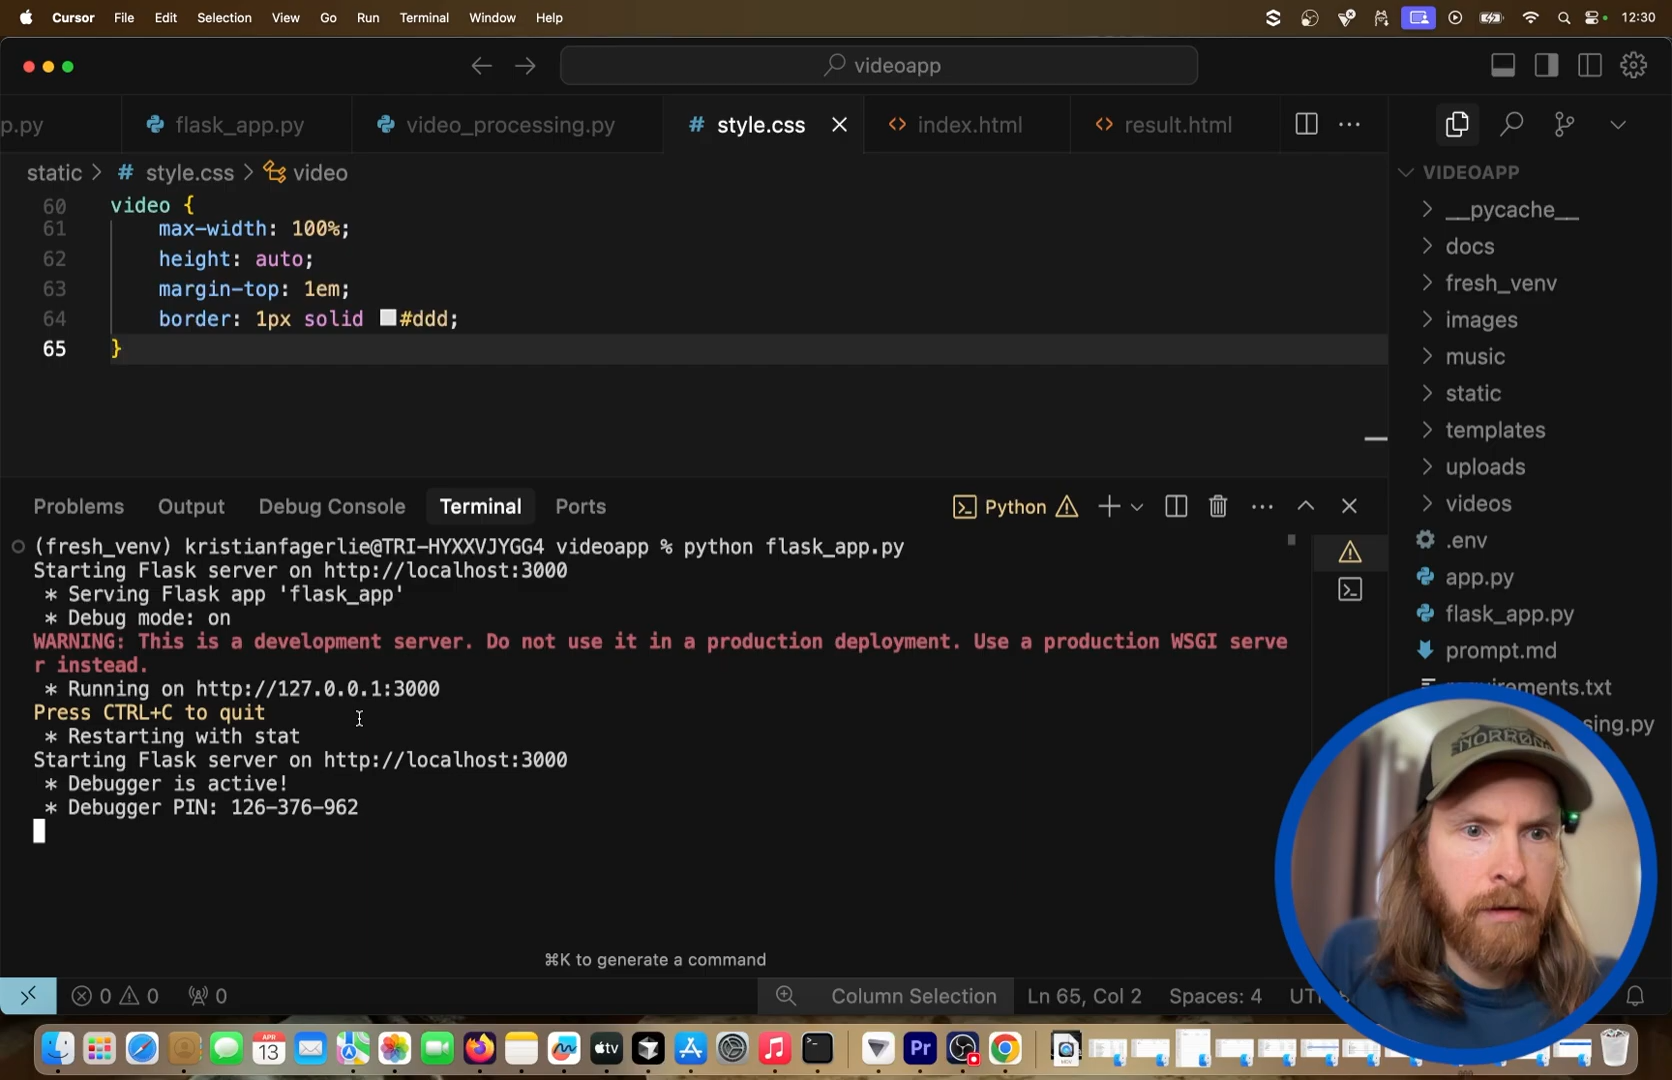 Cursor File Edit Selection View Go Run Terminal Window Help 12:30
videoapp
p.py flask_app.py video_processing.py # style.css index.html result.html
static > # style.css > video
VIDEOAPP
60 video {
61 max-width: 100%;
62 height: auto;
63 margin-top: 1em;
64 border: 1px solid #ddd;
65 }
__pycache__
docs
fresh_venv
images
music
static
templates
uploads
videos
.env
app.py
flask_app.py
prompt.md
requirements.txt
sing.py
Problems Output Debug Console Terminal Ports Python
(fresh_venv) kristianfagerlie@TRI-HYXXVJYGG4 videoapp % python flask_app.py
Starting Flask server on http://localhost:3000
* Serving Flask app 'flask_app'
* Debug mode: on
WARNING: This is a development server. Do not use it in a production deployment. Use a production WSGI serve
r instead.
* Running on http://127.0.0.1:3000
Press CTRL+C to quit
* Restarting with stat
Starting Flask server on http://localhost:3000
* Debugger is active!
* Debugger PIN: 126-376-962
⌘K to generate a command
0 0 0 Column Selection Ln 65, Col 2 Spaces: 4
NORRØNA
APR
13
tv
Pr